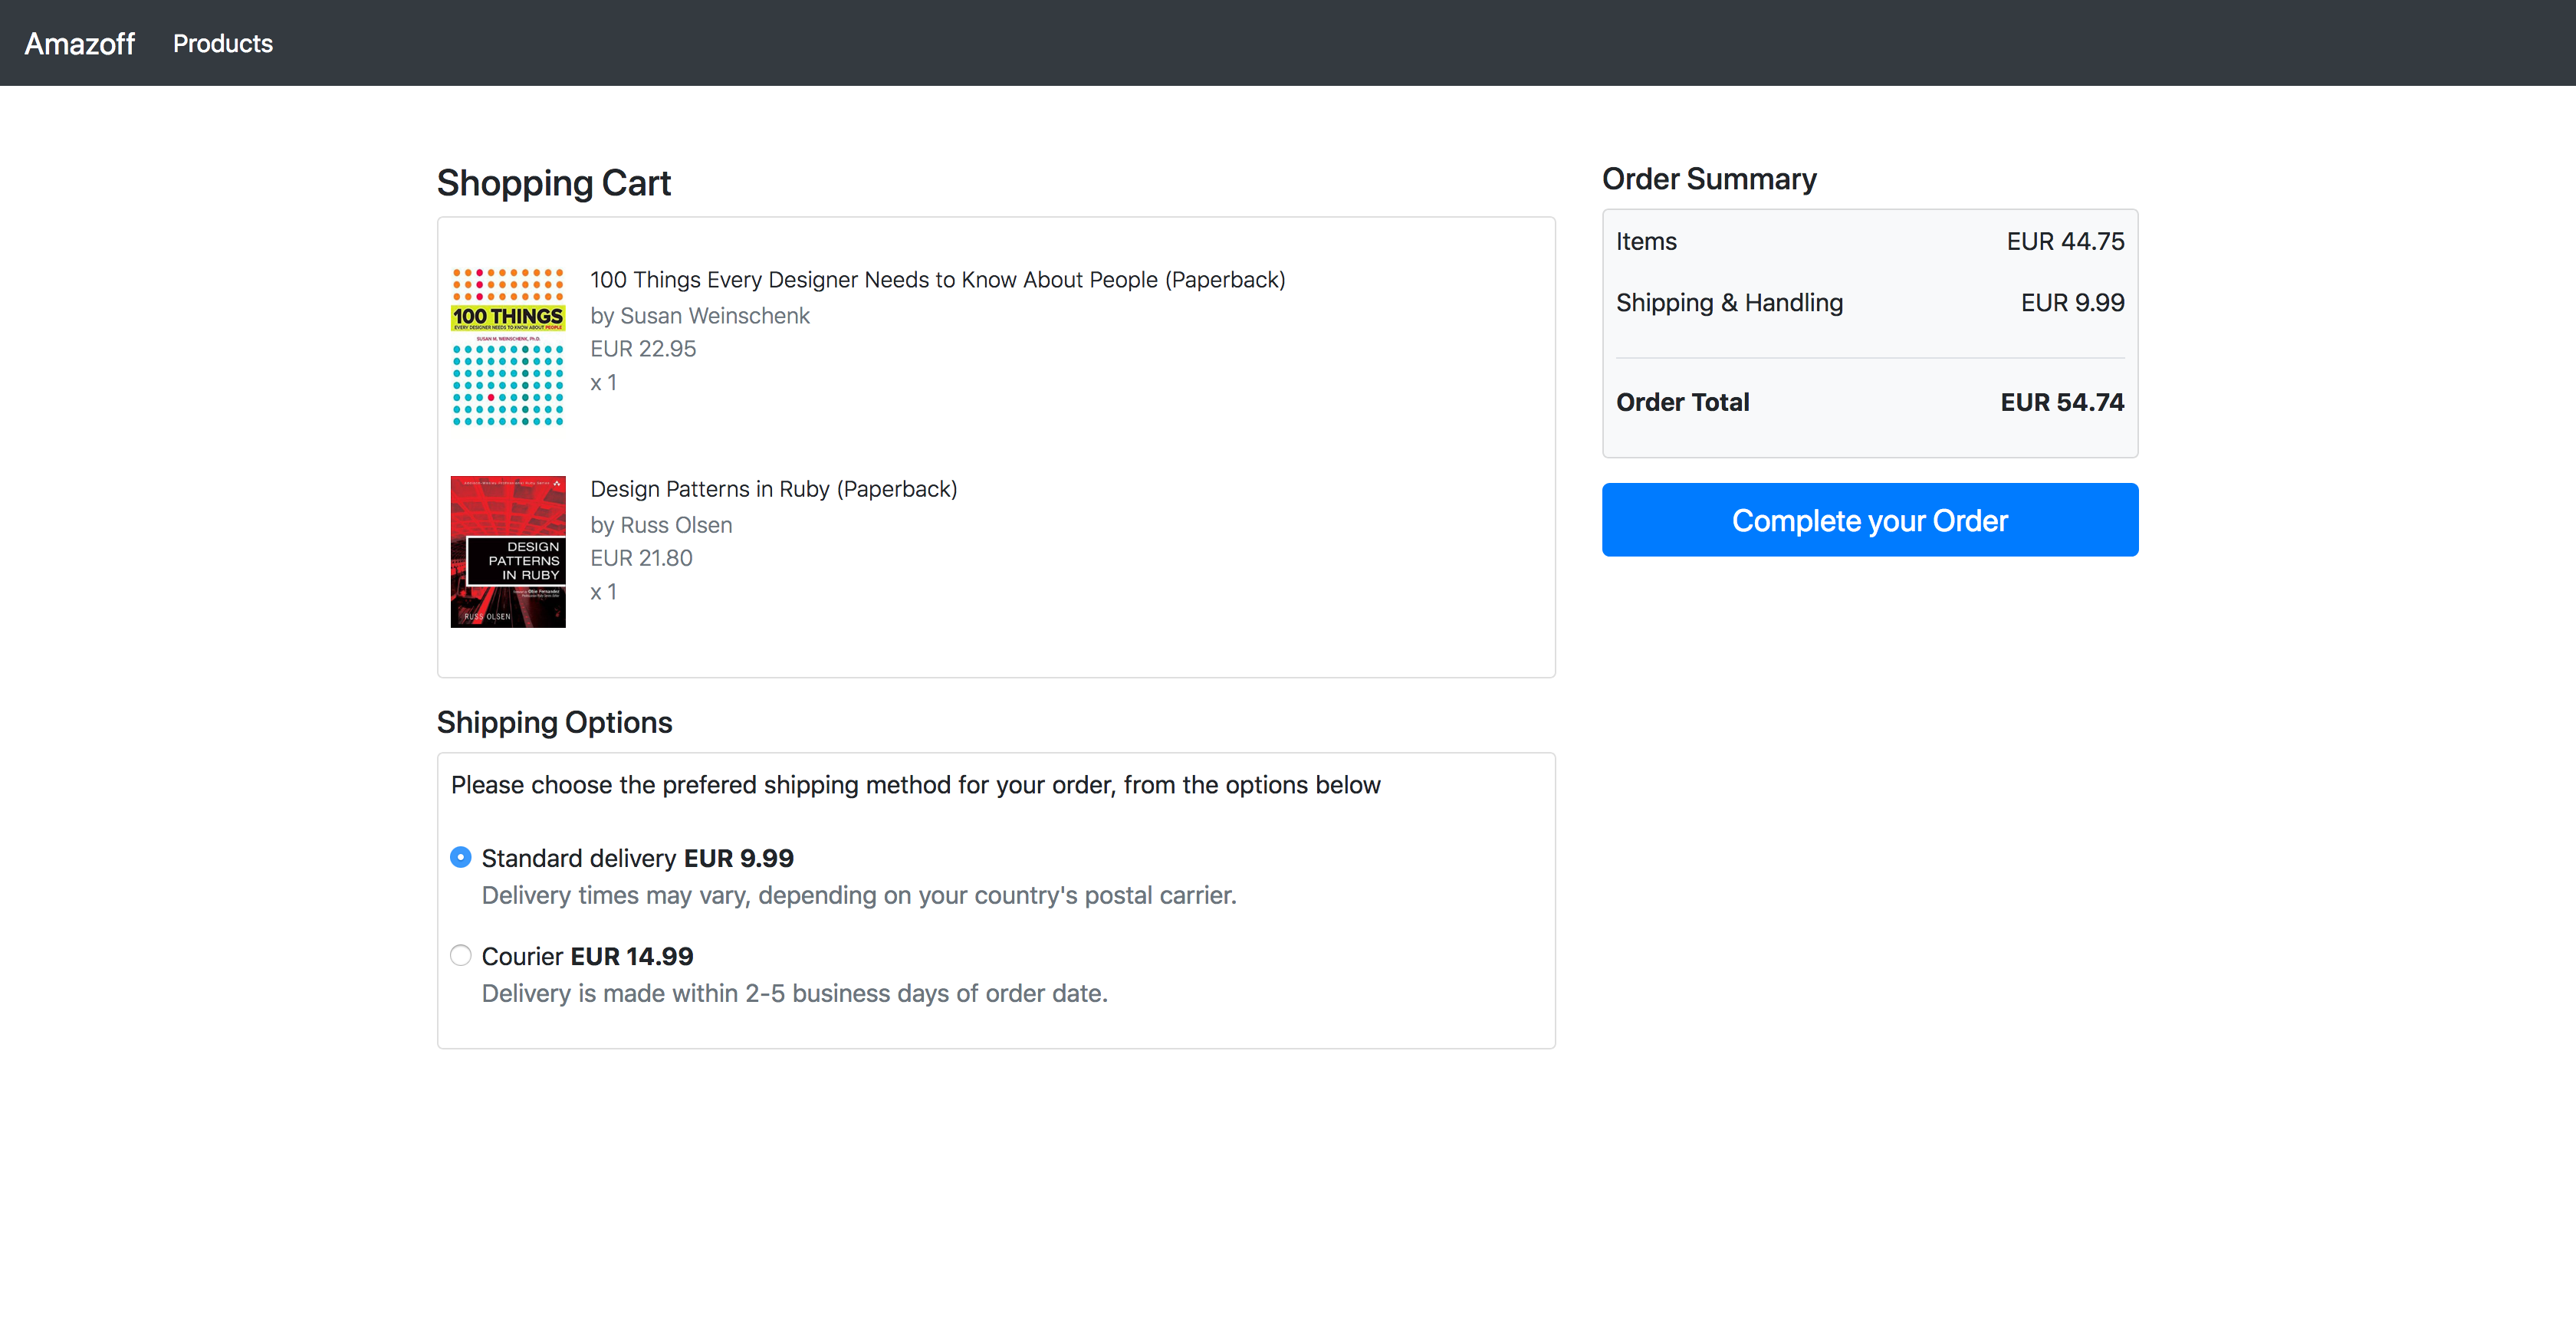 Amazoff Products
Shopping Cart
100 THINGS
EVERY DESIGNER NEEDS TO KNOW ABOUT PEOPLE
SUSAN M. WEINSCHENK, PH.D.
100 Things Every Designer Needs to Know About People (Paperback)
by Susan Weinschenk
EUR 22.95
x 1
DESIGN
PATTERNS
IN RUBY
RUSS OLSEN
Design Patterns in Ruby (Paperback)
by Russ Olsen
EUR 21.80
x 1
Shipping Options
Please choose the prefered shipping method for your order, from the options below
Standard delivery EUR 9.99
Delivery times may vary, depending on your country's postal carrier.
Courier EUR 14.99
Delivery is made within 2-5 business days of order date.
Order Summary
Items EUR 44.75
Shipping & Handling EUR 9.99
Order Total EUR 54.74
Complete your Order